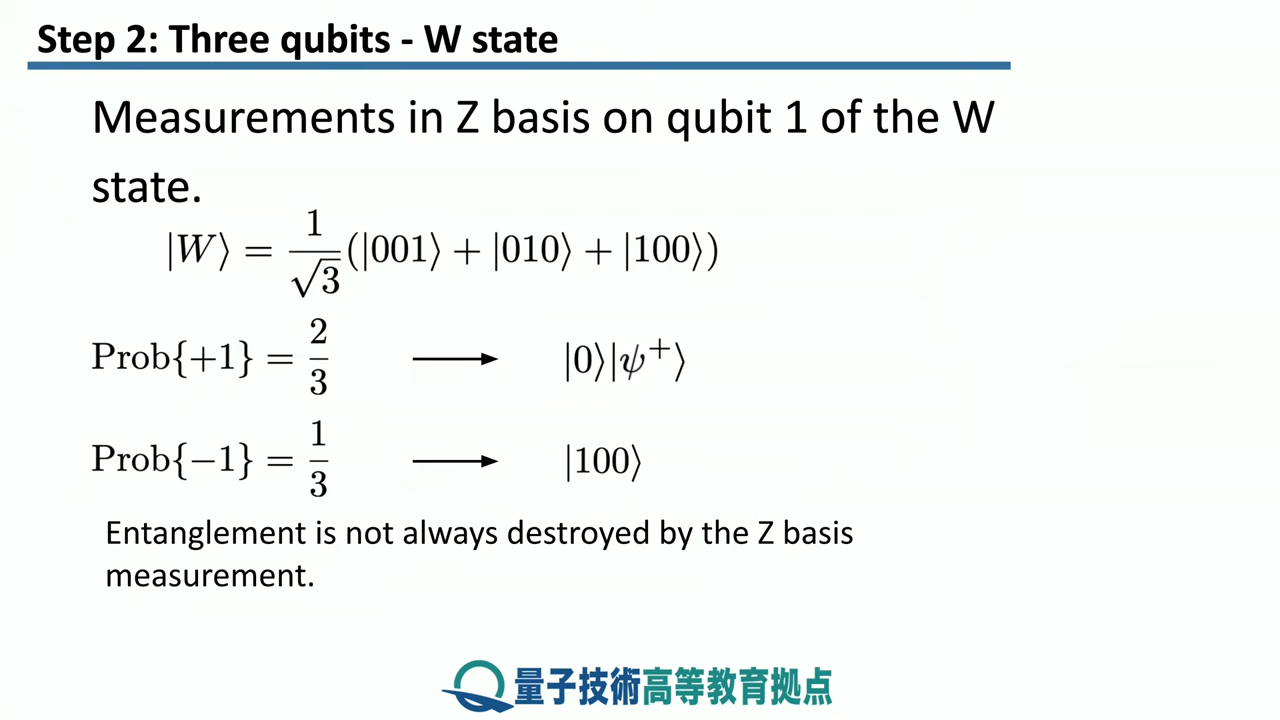 Step 2: Three qubits - W state
Measurements in Z basis on qubit 1 of the W
state.
|W⟩ = 1/√3 (|001⟩ + |010⟩ + |100⟩)
Prob{+1} = 2/3 ⟶ |0⟩|ψ⁺⟩
Prob{−1} = 1/3 ⟶ |100⟩
Entanglement is not always destroyed by the Z basis
measurement.
量子技術高等教育拠点